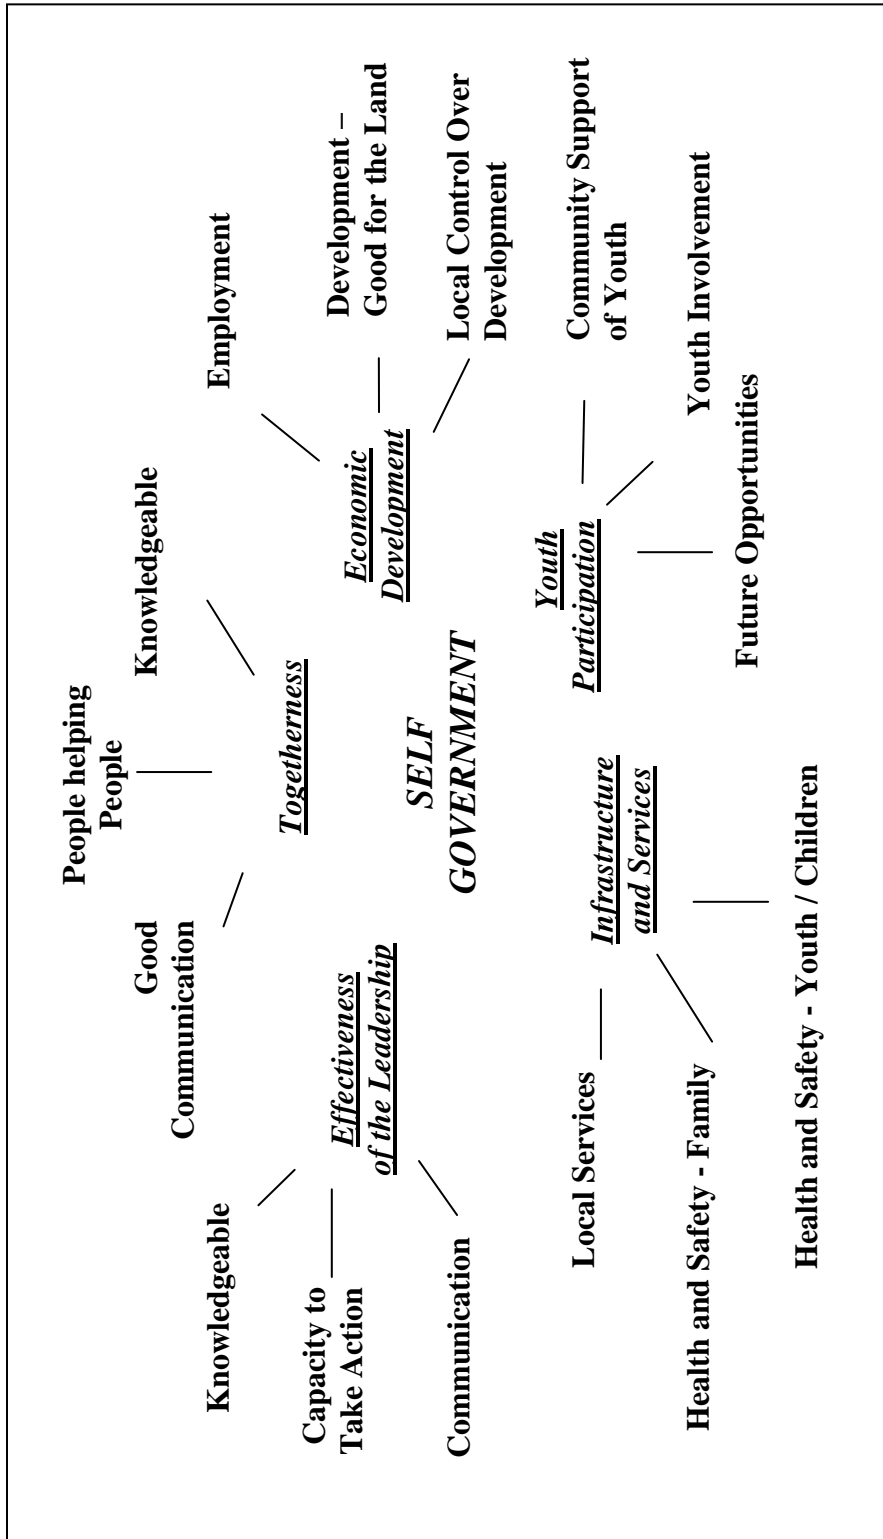 People helping
People
Good
Communication
Knowledgeable
Togetherness
Knowledgeable
Capacity to
Take Action
Communication
Effectiveness
of the Leadership
Employment
Development –
Good for the Land
Local Control Over
Development
Economic
Development
SELF
GOVERNMENT
Local Services
Health and Safety - Family
Health and Safety - Youth / Children
Infrastructure
and Services
Youth
Participation
Community Support
of Youth
Youth Involvement
Future Opportunities